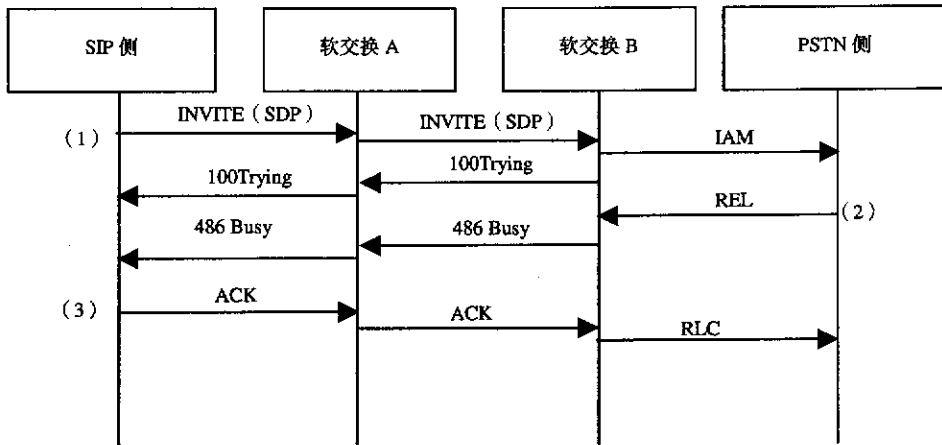 SIP 侧
软交换 A
软交换 B
PSTN 侧
(1)
INVITE ( SDP )
INVITE ( SDP )
IAM
100Trying
100Trying
REL
(2)
486 Busy
486 Busy
(3)
ACK
ACK
RLC